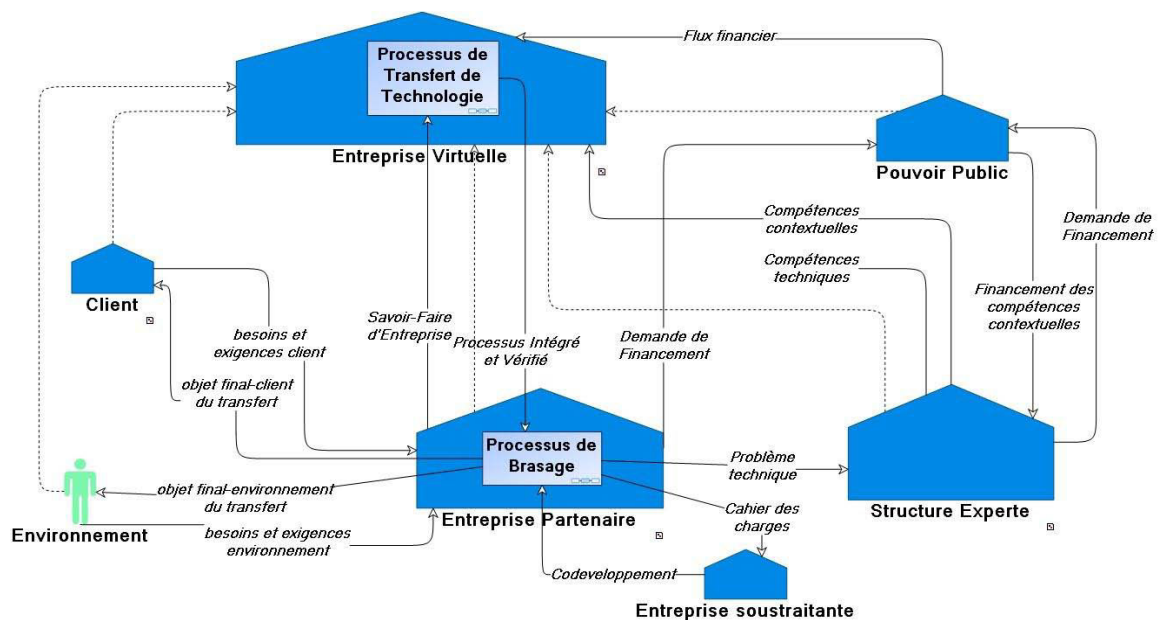 Flux financier
Processus de
Transfert de
Technologie
Entreprise Virtuelle
Pouvoir Public
Compétences
contextuelles
Demande de
Financement
Compétences
techniques
Client
Financement des
compétences
contextuelles
Savoir-Faire
d'Entreprise
besoins et
exigences client
Processus Intégré
et Vérifié
Demande de
Financement
objet final-client
du transfert
Processus de
Brasage
Problème
technique
objet final-environnement
du transfert
Structure Experte
Entreprise Partenaire
Cahier des
charges
Environnement
besoins et exigences
environnement
Codeveloppement
Entreprise soustraitante